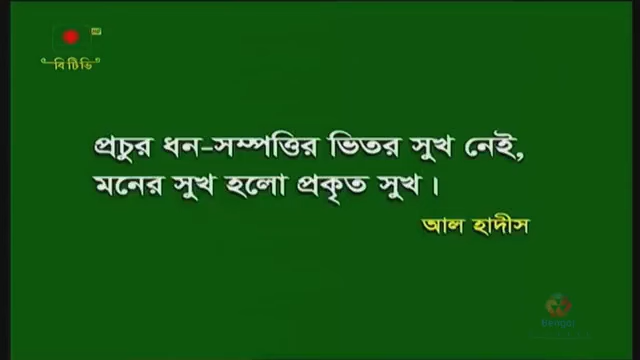 বিটিভি
প্রচুর ধন-সম্পত্তির ভিতর সুখ নেই,
মনের সুখ হলো প্রকৃত সুখ।
আল হাদীস
Bengal